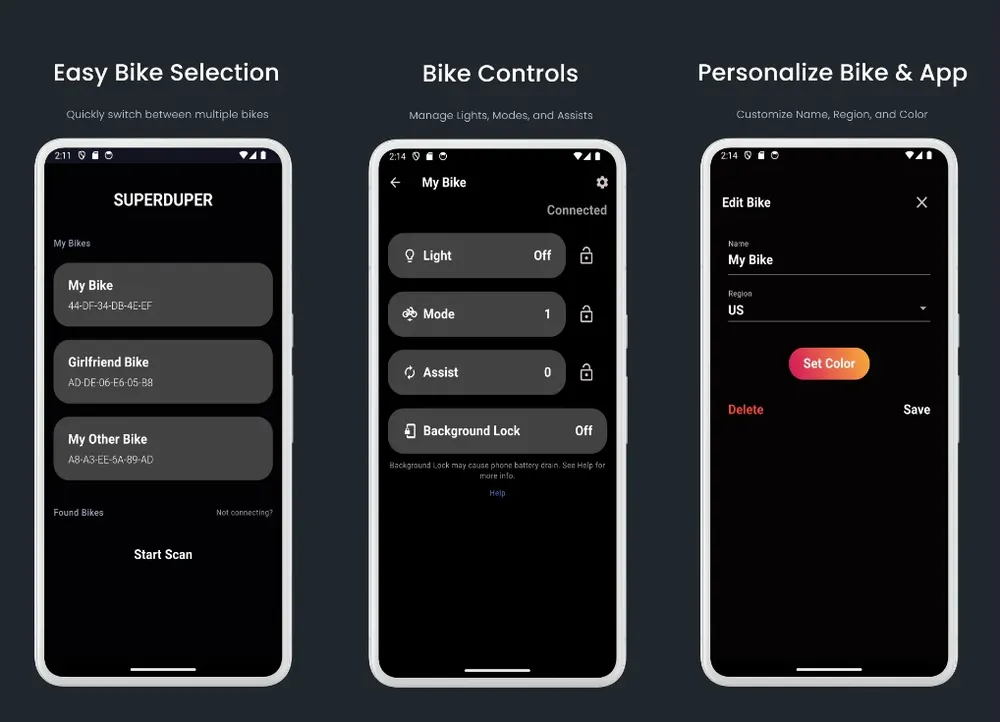 Easy Bike Selection
Quickly switch between multiple bikes
2:11
SUPERDUPER
My Bikes
My Bike
44-DF-34-DB-4E-EF
Girlfriend Bike
AD-DE-06-E6-05-B8
My Other Bike
A8-A3-EE-6A-89-AD
Found Bikes Not connecting?
Start Scan
Bike Controls
Manage Lights, Modes, and Assists
2:14
My Bike
Connected
Light Off
Mode 1
Assist 0
Background Lock Off
Background Lock may cause phone battery drain. See Help for
more info.
Help
Personalize Bike & App
Customize Name, Region, and Color
2:14
Edit Bike
Name
My Bike
Region
US
Set Color
Delete Save